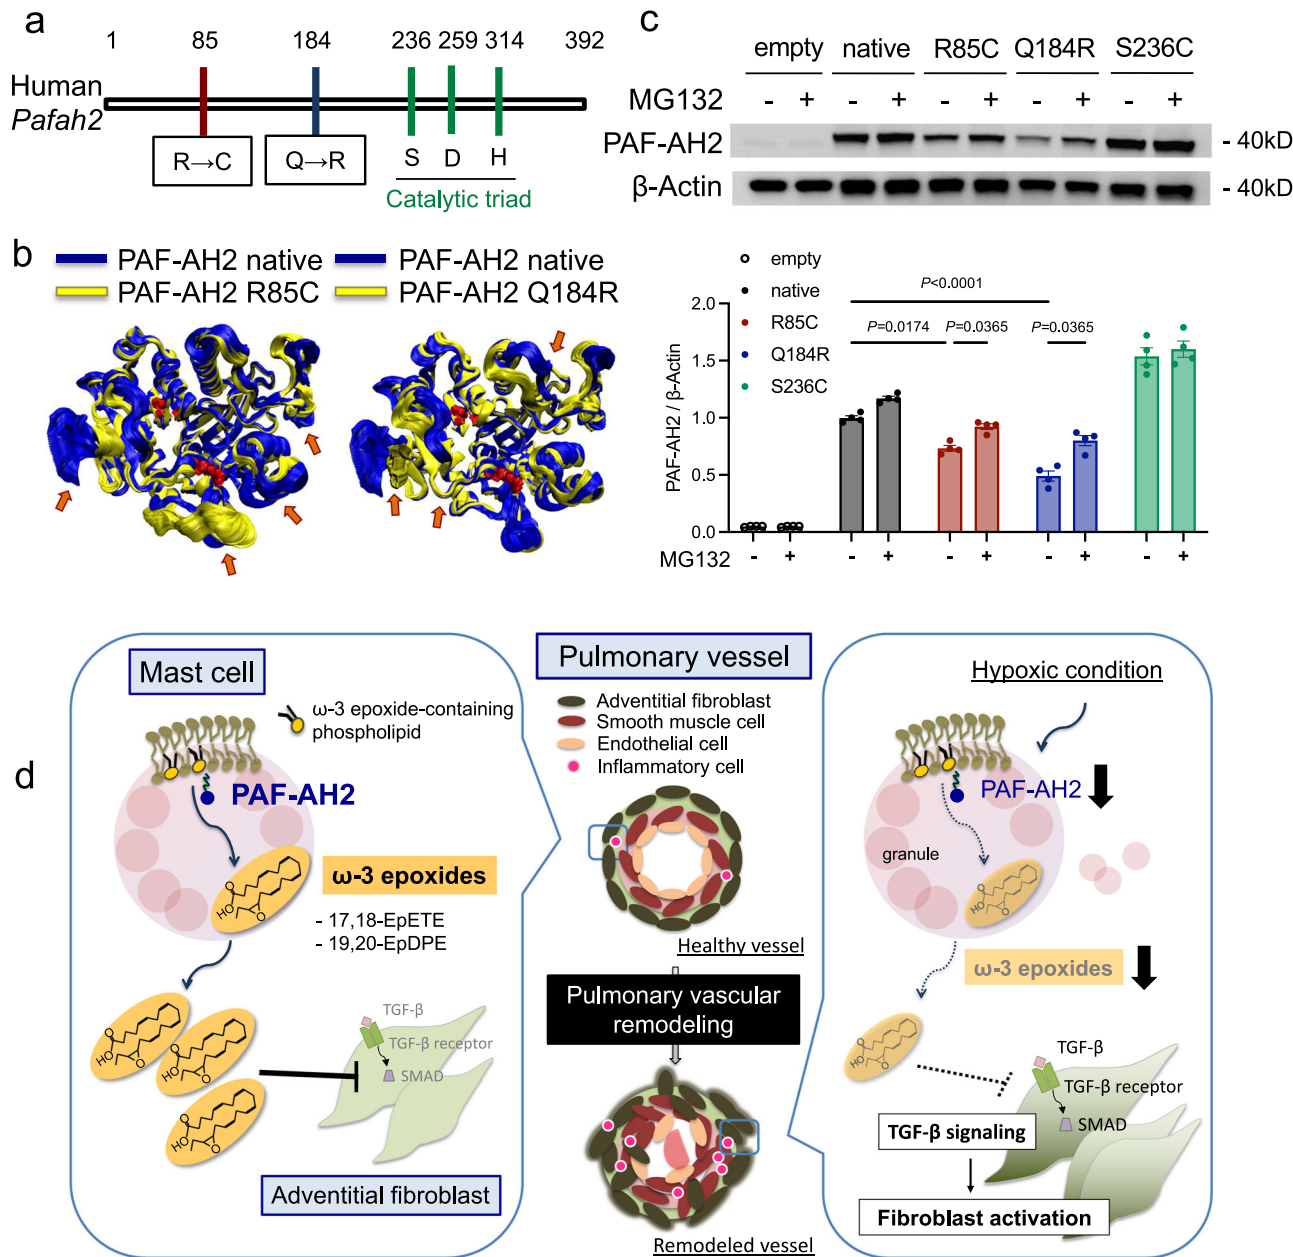 a
1 85 184 236 259 314 392
Human
Pafah2
R→C Q→R S D H
Catalytic triad
b
PAF-AH2 native PAF-AH2 native
PAF-AH2 R85C PAF-AH2 Q184R
c
empty native R85C Q184R S236C
MG132 - + - + - + - + - +
PAF-AH2 - 40kD
β-Actin - 40kD
empty
native
R85C
Q184R
S236C
P<0.0001
P=0.0174 P=0.0365 P=0.0365
PAF-AH2 / β-Actin
2.0
1.5
1.0
0.5
0.0
MG132 - + - + - + - + - +
d
Mast cell
ω-3 epoxide-containing
phospholipid
PAF-AH2
ω-3 epoxides
- 17,18-EpETE
- 19,20-EpDPE
HO O O
HO O O
HO O O
HO O O
TGF-β
TGF-β receptor
SMAD
Adventitial fibroblast
Pulmonary vessel
Adventitial fibroblast
Smooth muscle cell
Endothelial cell
Inflammatory cell
Healthy vessel
Pulmonary vascular
remodeling
Remodeled vessel
Hypoxic condition
PAF-AH2
granule
HO O O
ω-3 epoxides
HO O O
TGF-β
TGF-β receptor
SMAD
TGF-β signaling
Fibroblast activation